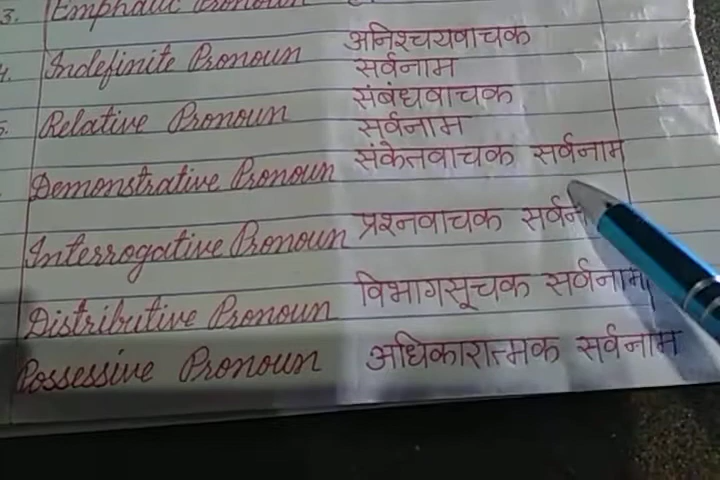 3. Emphatic Pronoun
अनिश्चयवाचक
4. Indefinite Pronoun सर्वनाम
संबंधवाचक
5. Relative Pronoun सर्वनाम
Demonstrative Pronoun संकेतवाचक सर्वनाम
Interrogative Pronoun प्रश्नवाचक
Distributive Pronoun विभागसूचक सर्वनाम
Possessive Pronoun अधिकारात्मक सर्वनाम